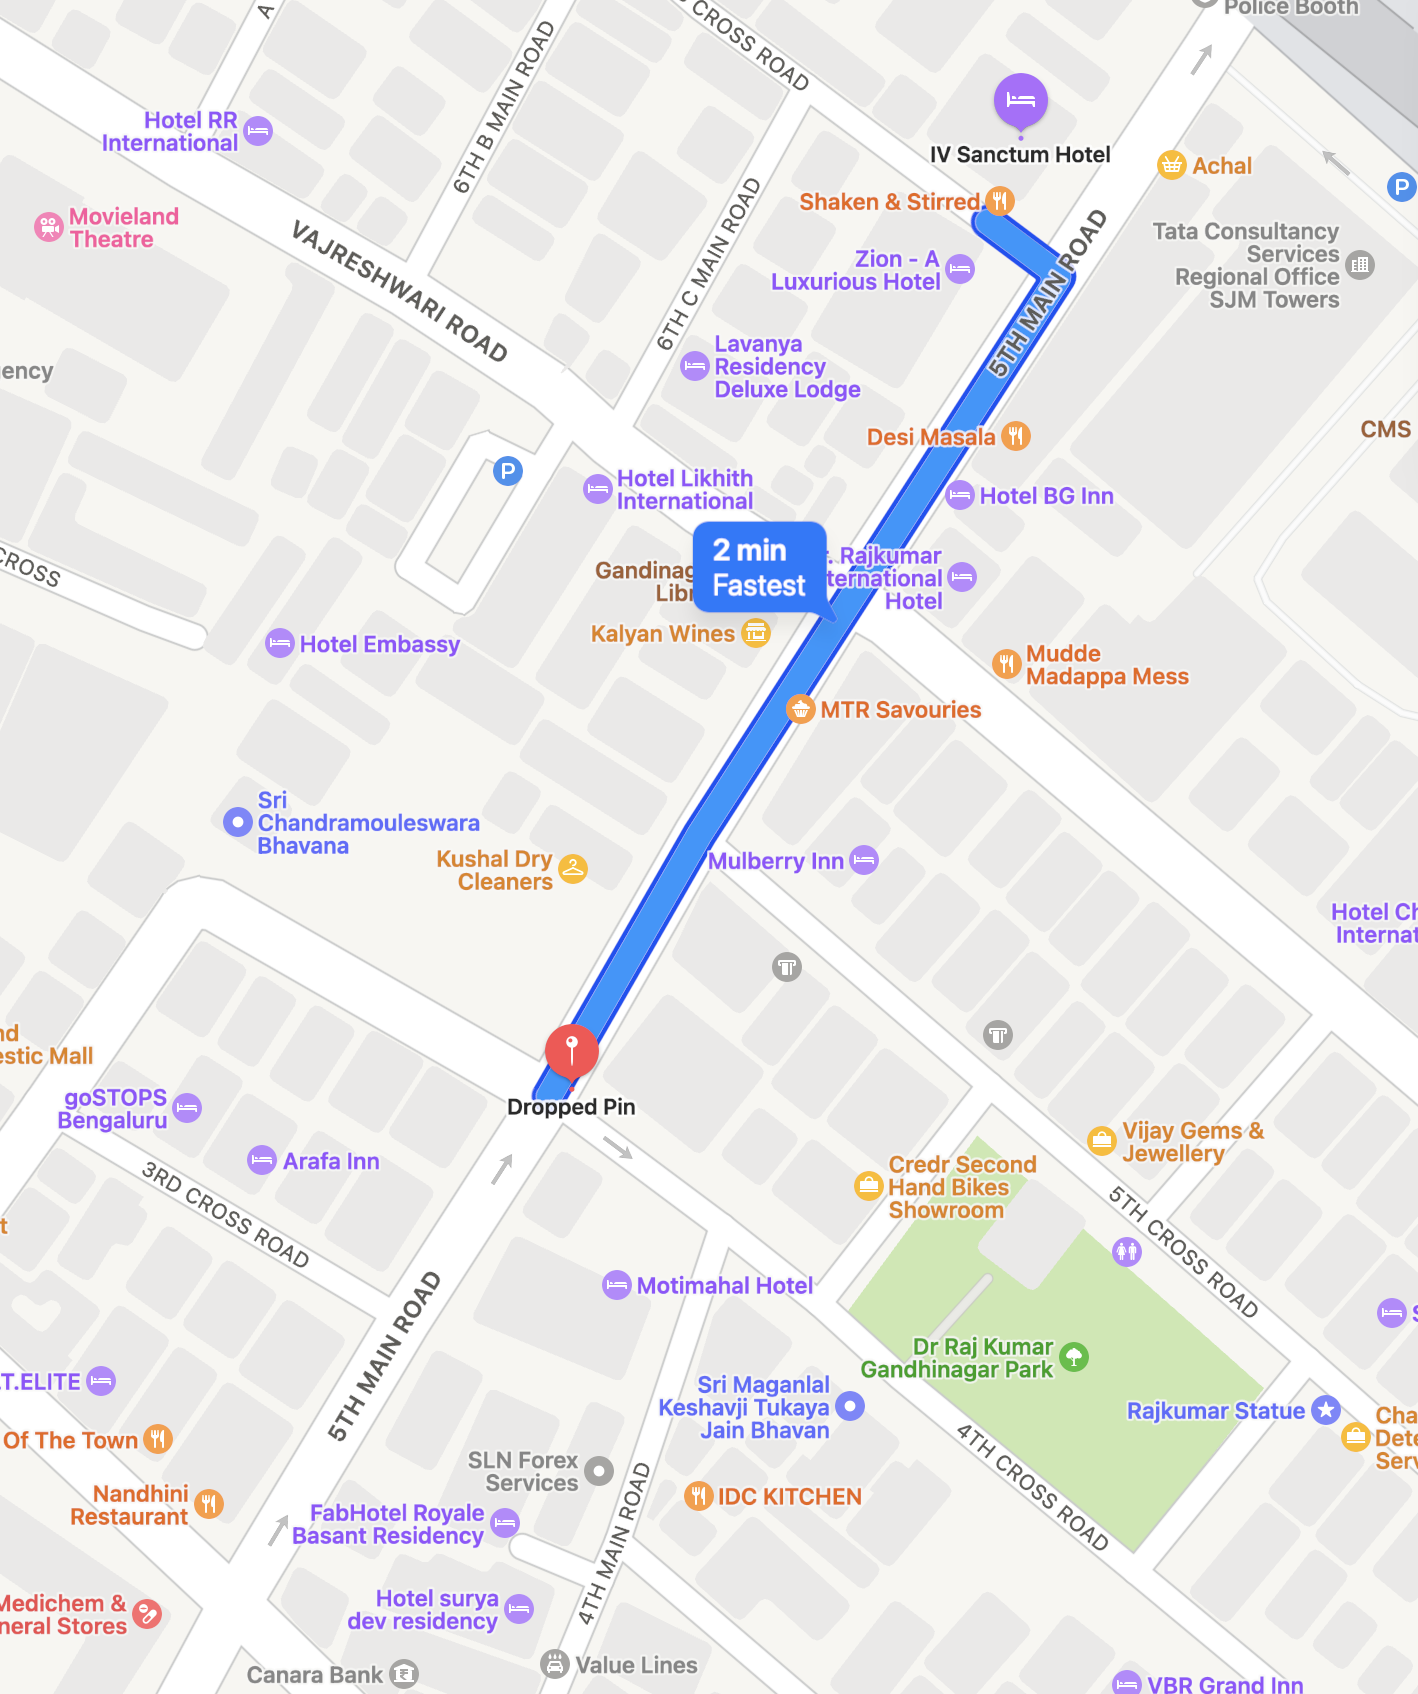 Police Booth
A
CROSS ROAD
6TH B MAIN ROAD
Hotel RR
International
IV Sanctum Hotel
Achal
P
Shaken & Stirred
Movieland
Theatre
6TH C MAIN ROAD
5TH MAIN ROAD
Tata Consultancy
Services
Regional Office
SJM Towers
VAJRESHWARI ROAD
Zion - A
Luxurious Hotel
Lavanya
Residency
Deluxe Lodge
ency
CMS
Desi Masala
P
Hotel Likhith
International
Hotel BG Inn
2 min
Fastest
Rajkumar
ternational
Hotel
CROSS
Gandinag
Libr
Kalyan Wines
Hotel Embassy
Mudde
Madappa Mess
MTR Savouries
Sri
Chandramouleswara
Bhavana
Kushal Dry
Cleaners
Mulberry Inn
Hotel Ch
Internat
nd
estic Mall
goSTOPS
Bengaluru
Dropped Pin
Arafa Inn
3RD CROSS ROAD
Vijay Gems &
Jewellery
Credr Second
Hand Bikes
Showroom
t
5TH CROSS ROAD
Motimahal Hotel
5TH MAIN ROAD
S
Dr Raj Kumar
Gandhinagar Park
.T.ELITE
Sri Maganlal
Keshavji Tukaya
Jain Bhavan
Rajkumar Statue
Cha
Dete
Serv
Of The Town
4TH CROSS ROAD
SLN Forex
Services
Nandhini
Restaurant
IDC KITCHEN
FabHotel Royale
Basant Residency
4TH MAIN ROAD
Medichem &
neral Stores
Hotel surya
dev residency
Canara Bank
Value Lines
VBR Grand Inn